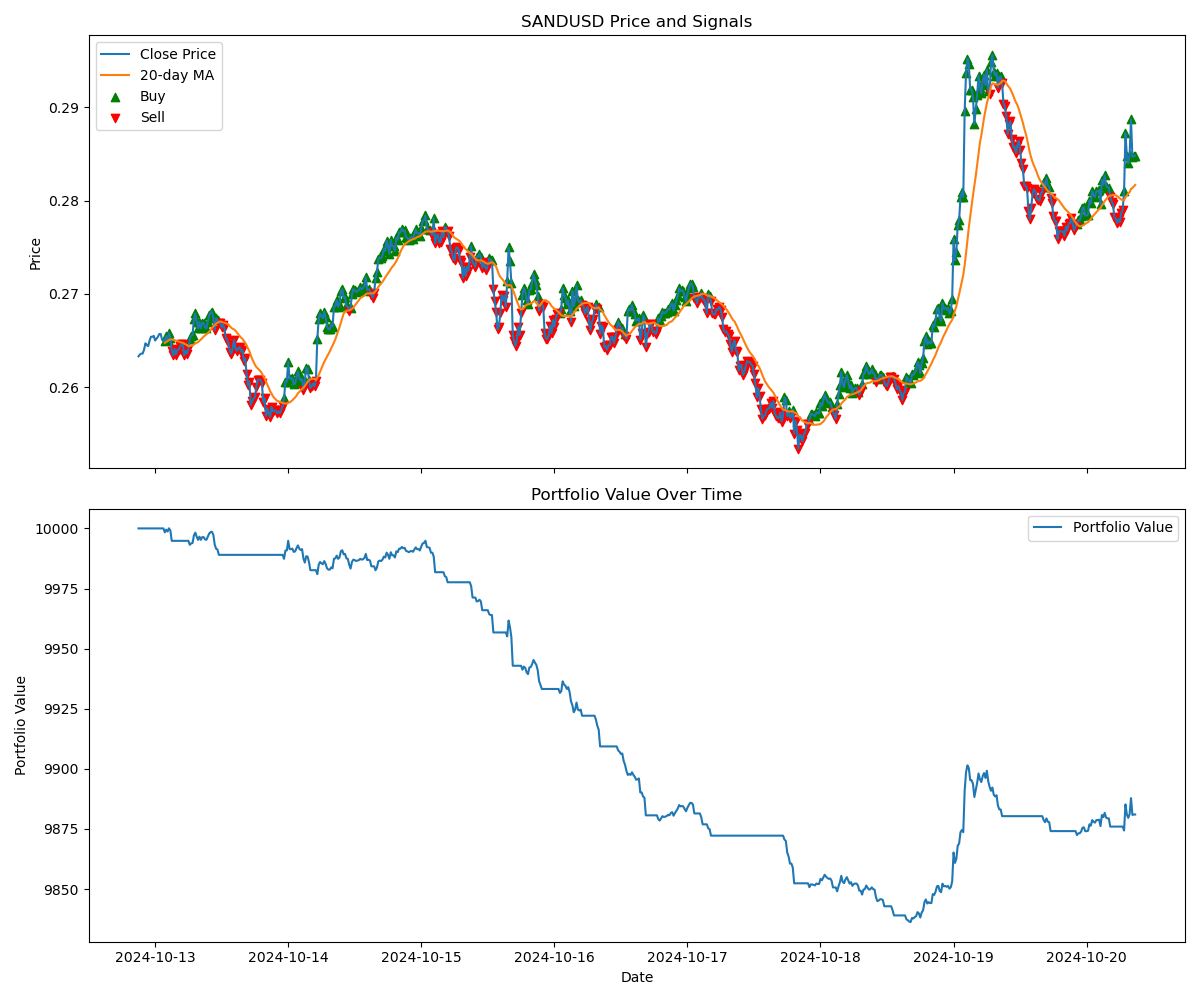 SANDUSD Price and Signals
Close Price
20-day MA
Buy
Sell
Price
0.29
0.28
0.27
0.26
Portfolio Value Over Time
Portfolio Value
Portfolio Value
10000
9975
9950
9925
9900
9875
9850
2024-10-13
2024-10-14
2024-10-15
2024-10-16
2024-10-17
2024-10-18
2024-10-19
2024-10-20
Date